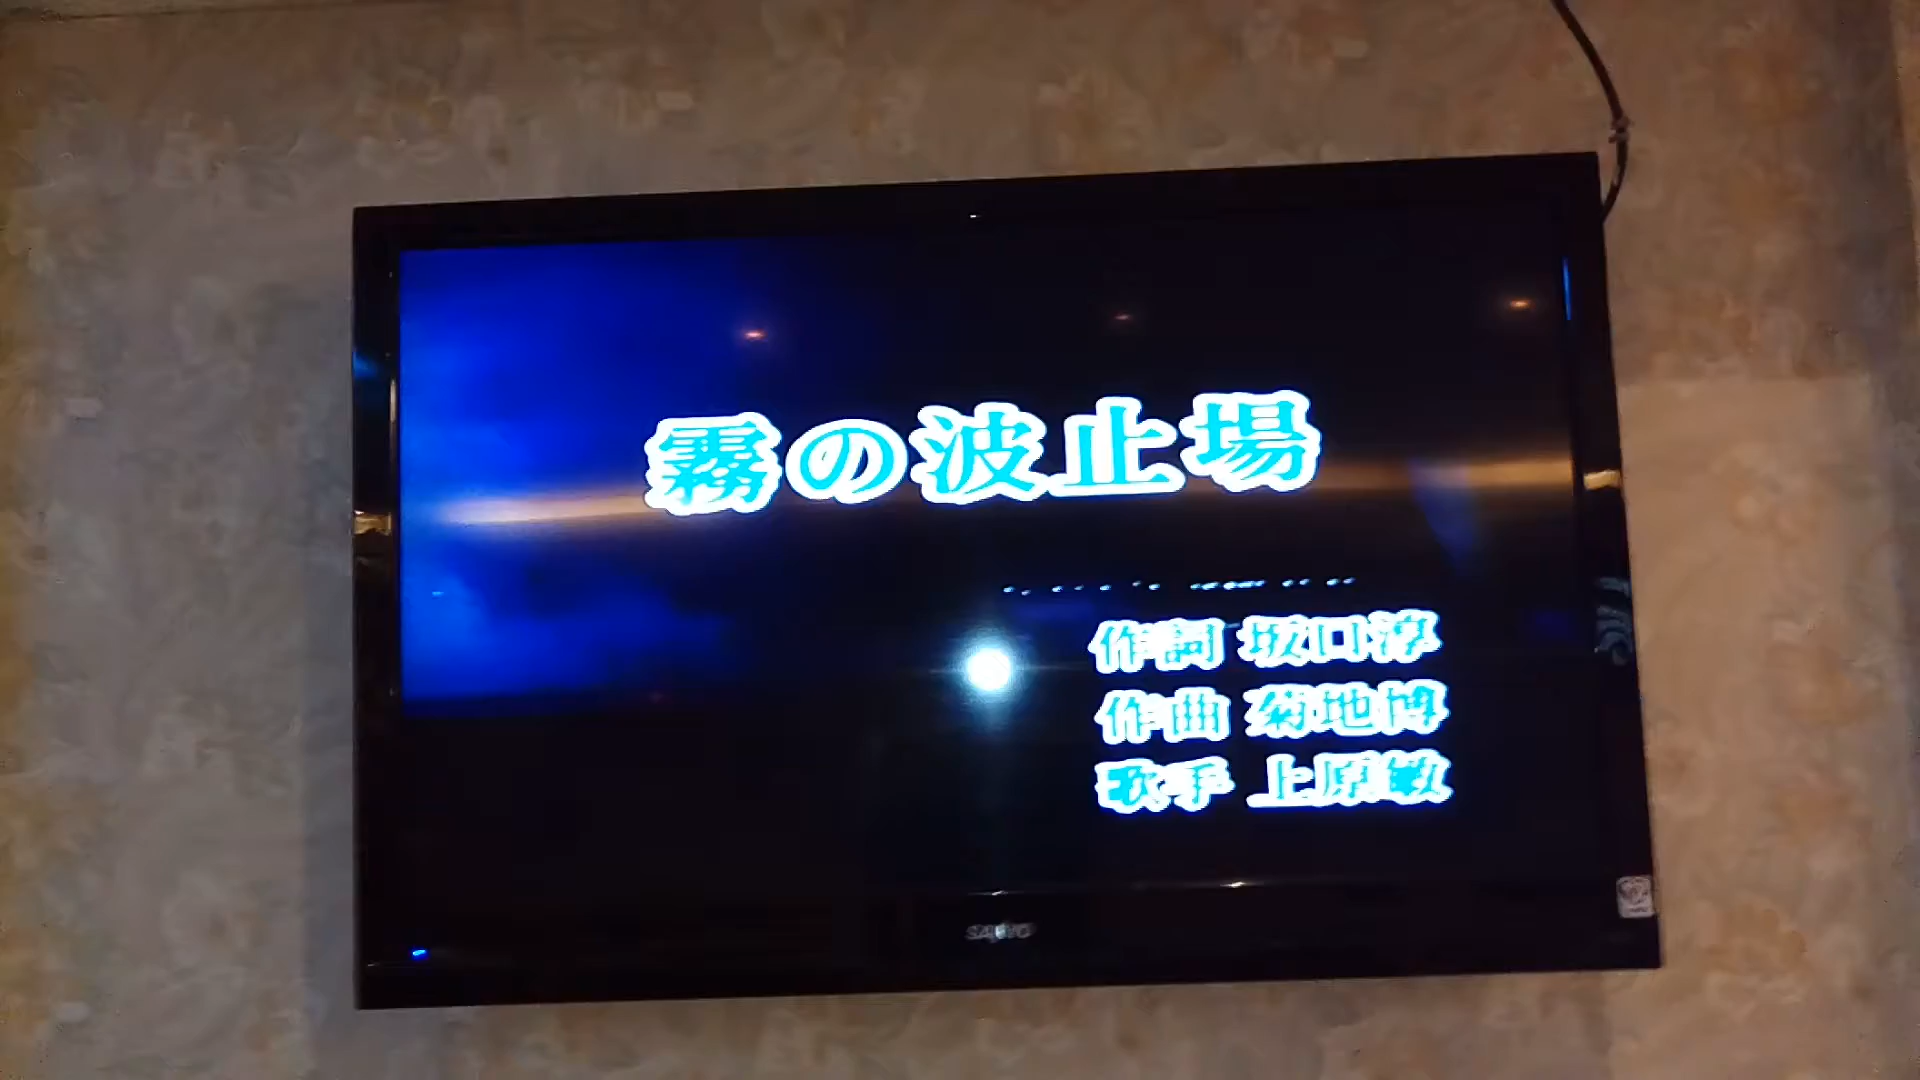 霧の波止場
作詞 坂口淳
作曲 菊地博
歌手 上原敏
SANYO